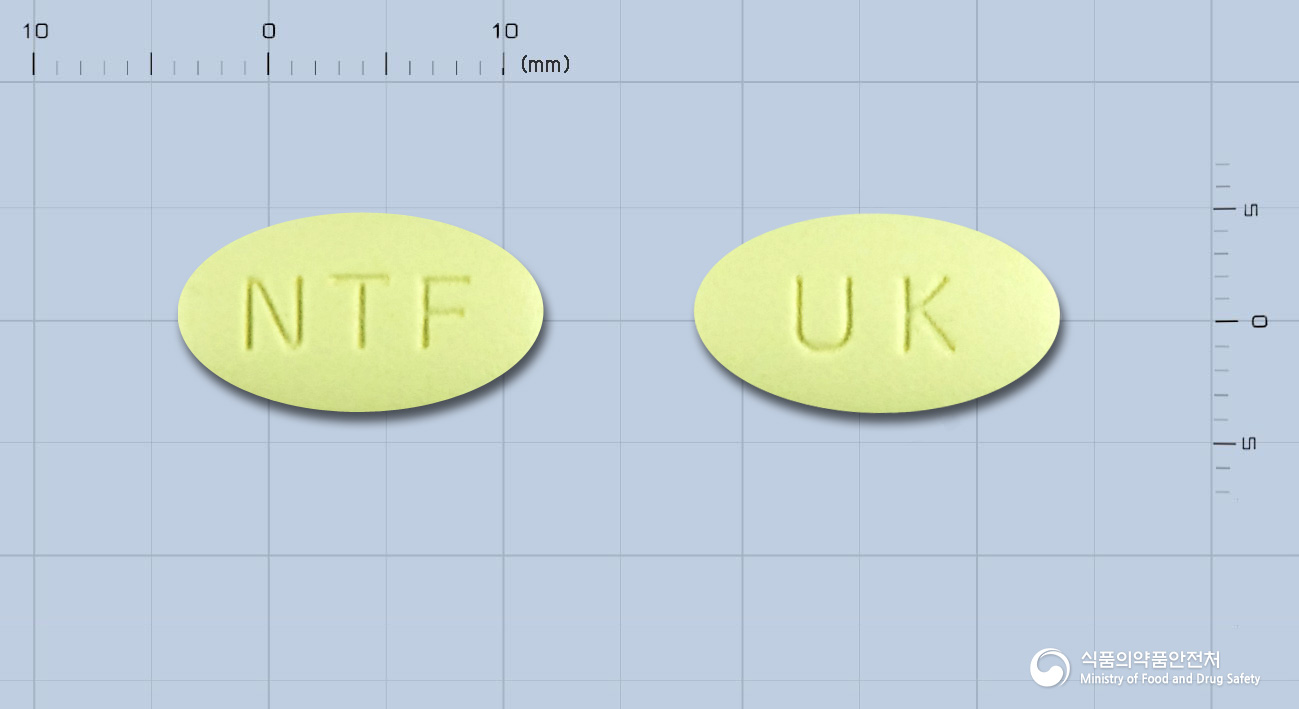 10 0 10
(mm)
NTF
UK
5
0
5
식품의약품안전처
Ministry of Food and Drug Safety